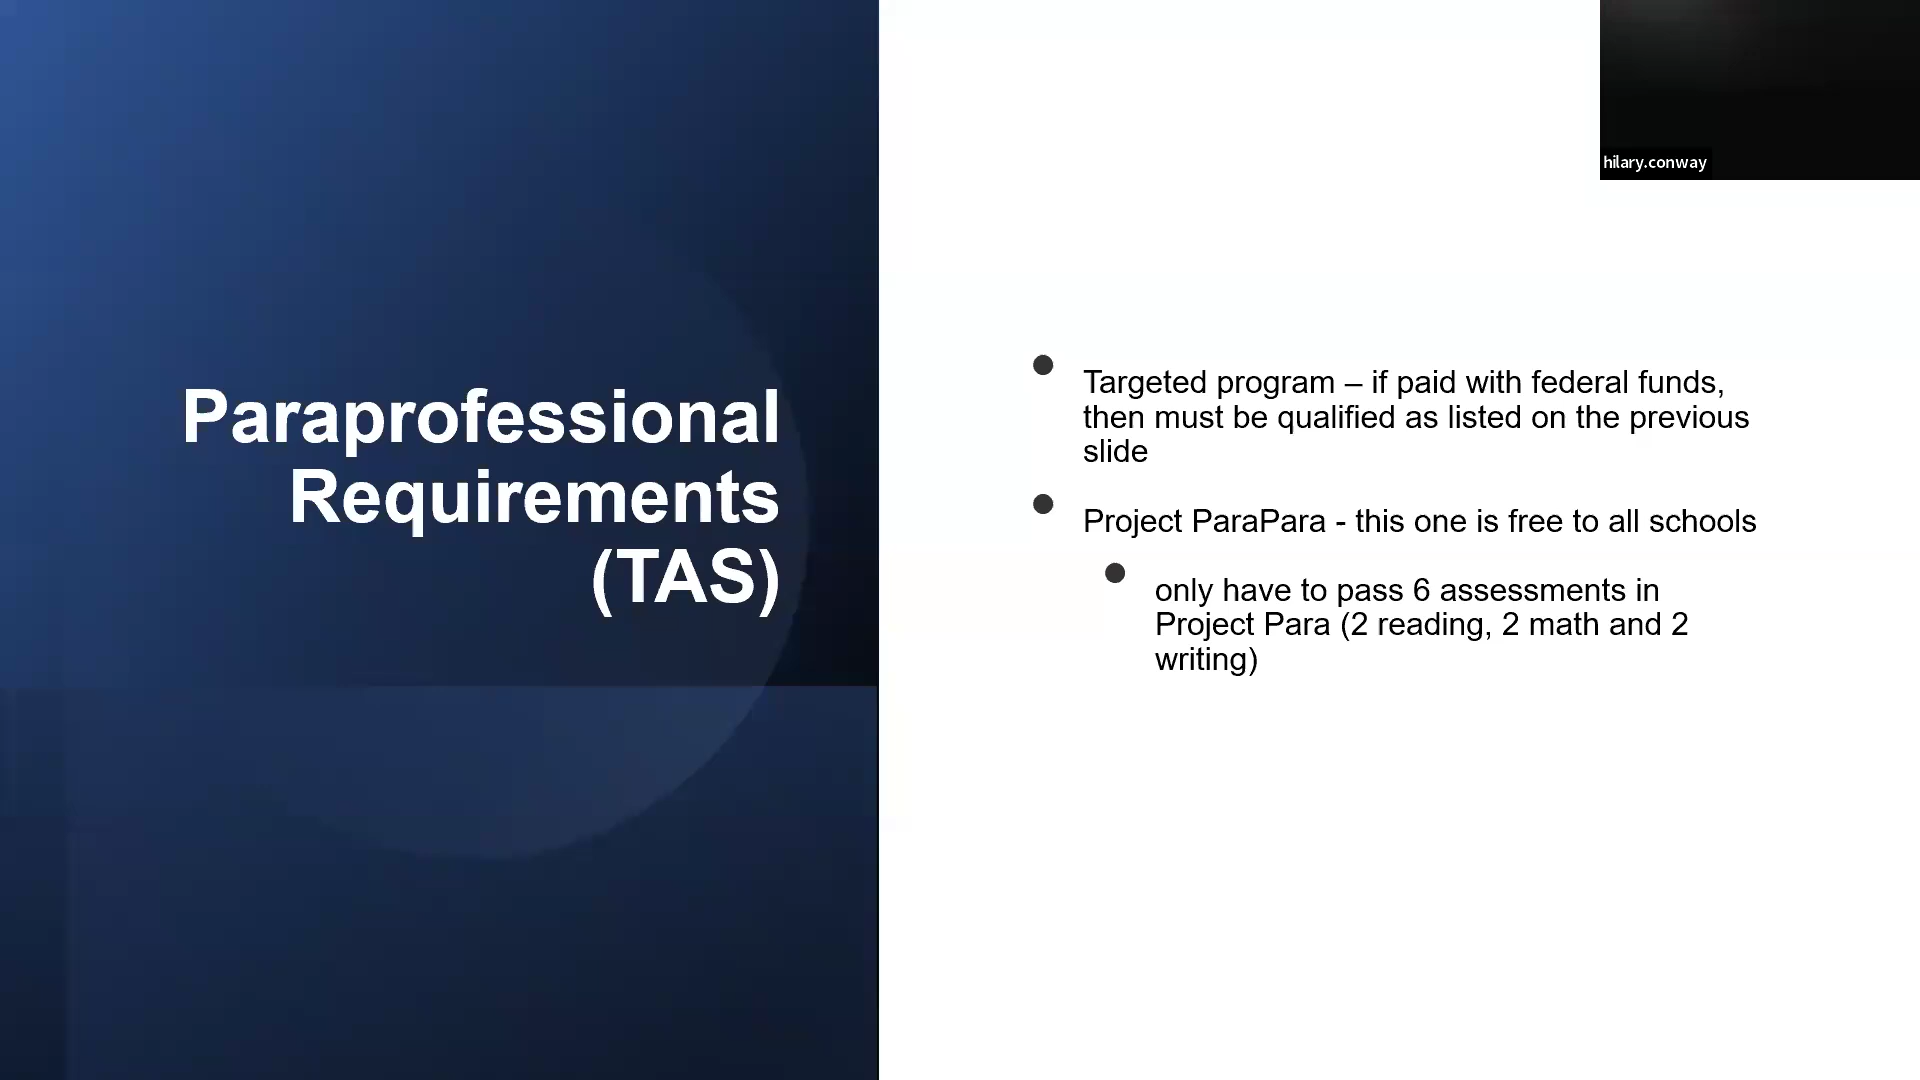 Paraprofessional
Requirements
(TAS)
Targeted program – if paid with federal funds,
then must be qualified as listed on the previous
slide
Project ParaPara - this one is free to all schools
only have to pass 6 assessments in
Project Para (2 reading, 2 math and 2
writing)
hilary.conway